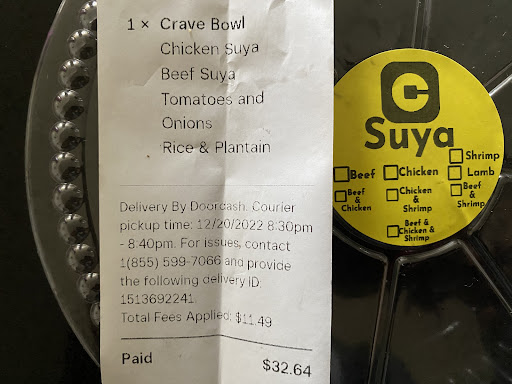 1 × Crave Bowl
Chicken Suya
Beef Suya
Tomatoes and
Onions
Rice & Plantain
Delivery By Doordash. Courier
pickup time: 12/20/2022 8:30pm
- 8:40pm. For issues, contact
1(855) 599-7066 and provide
the following delivery ID:
1513692241
Total Fees Applied: $11.49
Paid
$32.64
C
Suya
Beef
Chicken
Shrimp
Lamb
Beef
&
Chicken
Chicken
&
Shrimp
Beef
&
Shrimp
Beef &
Chicken &
Shrimp